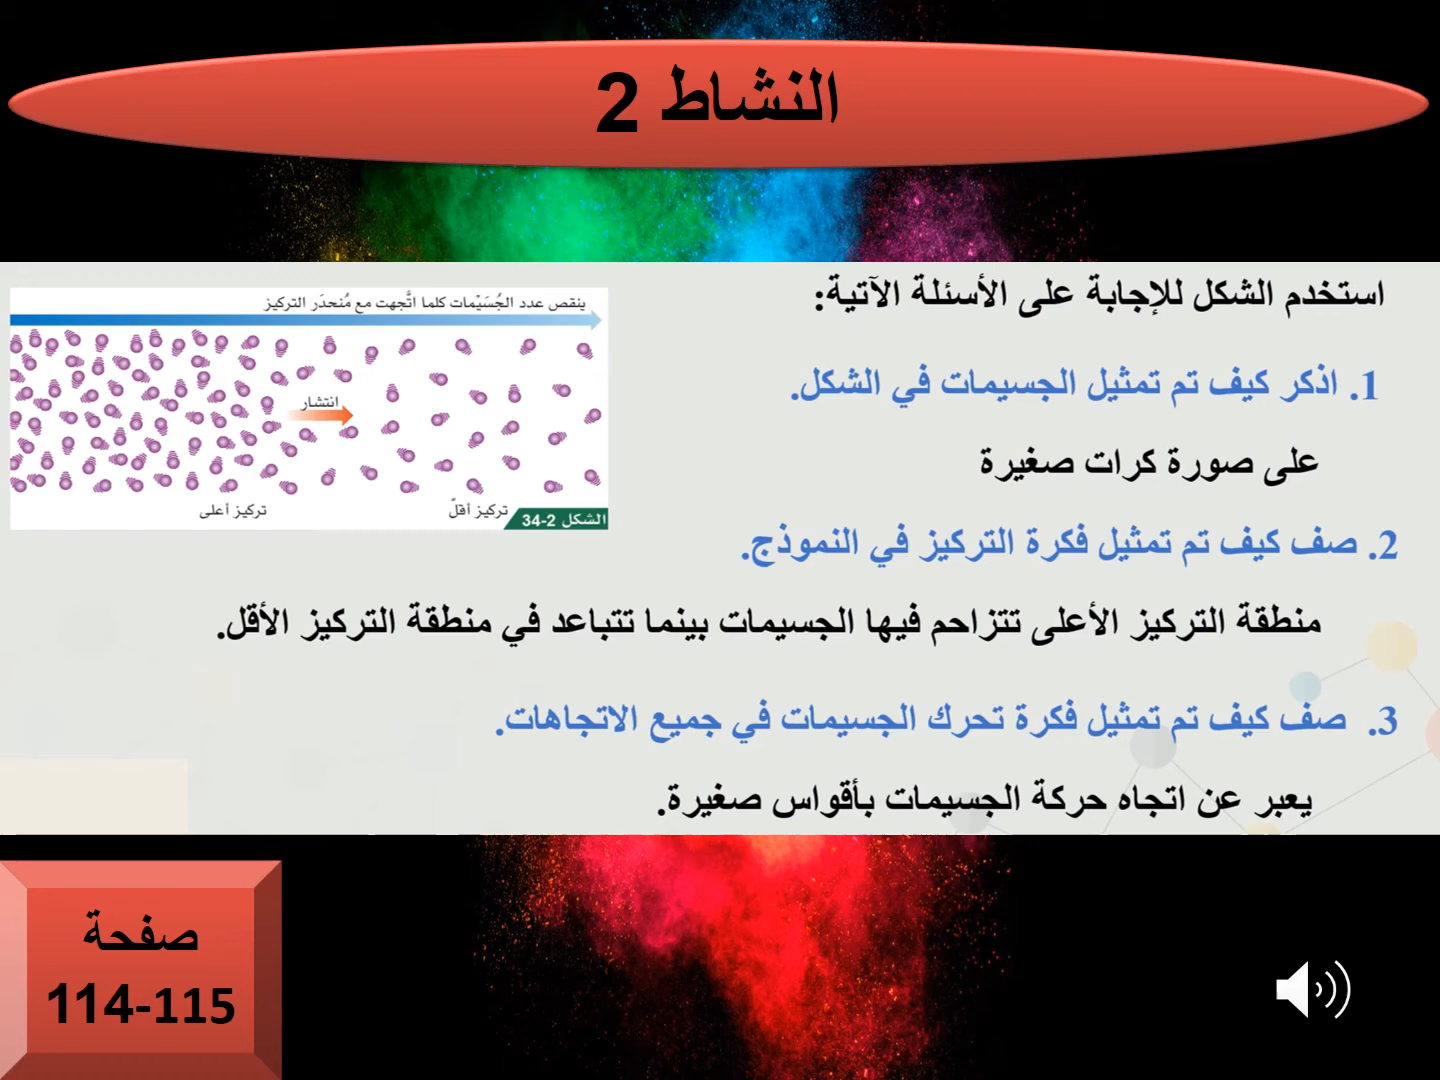 النشاط 2
استخدم الشكل للإجابة على الأسئلة الآتية:
ينقص عدد الجُسَيْمات كلما اتَّجهت مع مُنحدَر التركيز
انتشار
تركيز أعلى
تركيز أقلّ
الشكل 2-34
1. اذكر كيف تم تمثيل الجسيمات في الشكل.
على صورة كرات صغيرة
2. صف كيف تم تمثيل فكرة التركيز في النموذج.
منطقة التركيز الأعلى تتزاحم فيها الجسيمات بينما تتباعد في منطقة التركيز الأقل.
3. صف كيف تم تمثيل فكرة تحرك الجسيمات في جميع الاتجاهات.
يعبر عن اتجاه حركة الجسيمات بأقواس صغيرة.
صفحة
114-115